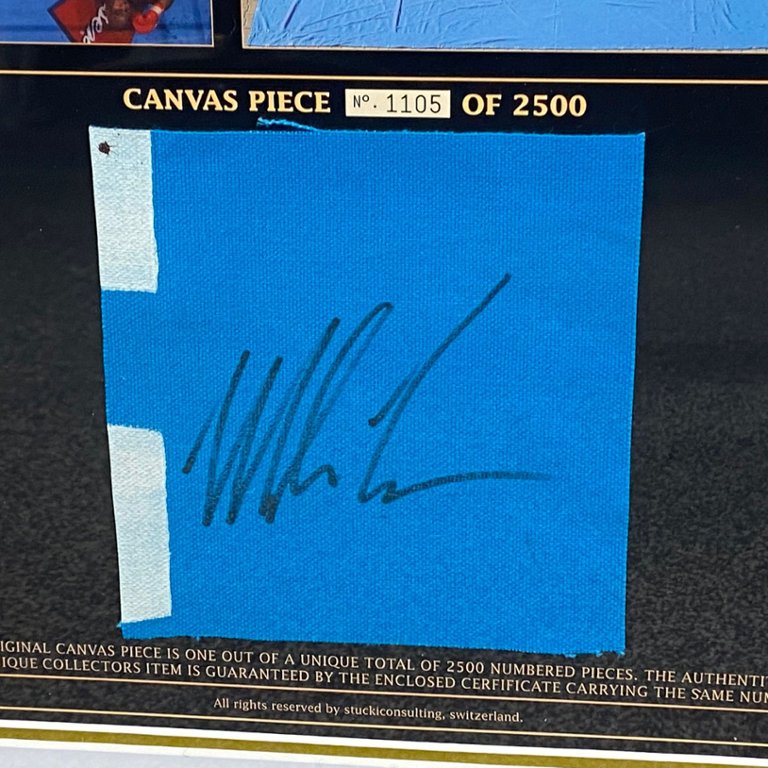 CANVAS PIECE Nº. 1105 OF 2500
IGINAL CANVAS PIECE IS ONE OUT OF A UNIQUE TOTAL OF 2500 NUMBERED PIECES. THE AUTHENTI
IQUE COLLECTORS ITEM IS GUARANTEED BY THE ENCLOSED CERFIFICATE CARRYING THE SAME NUM
All rights reserved by stuckiconsulting, switzerland.